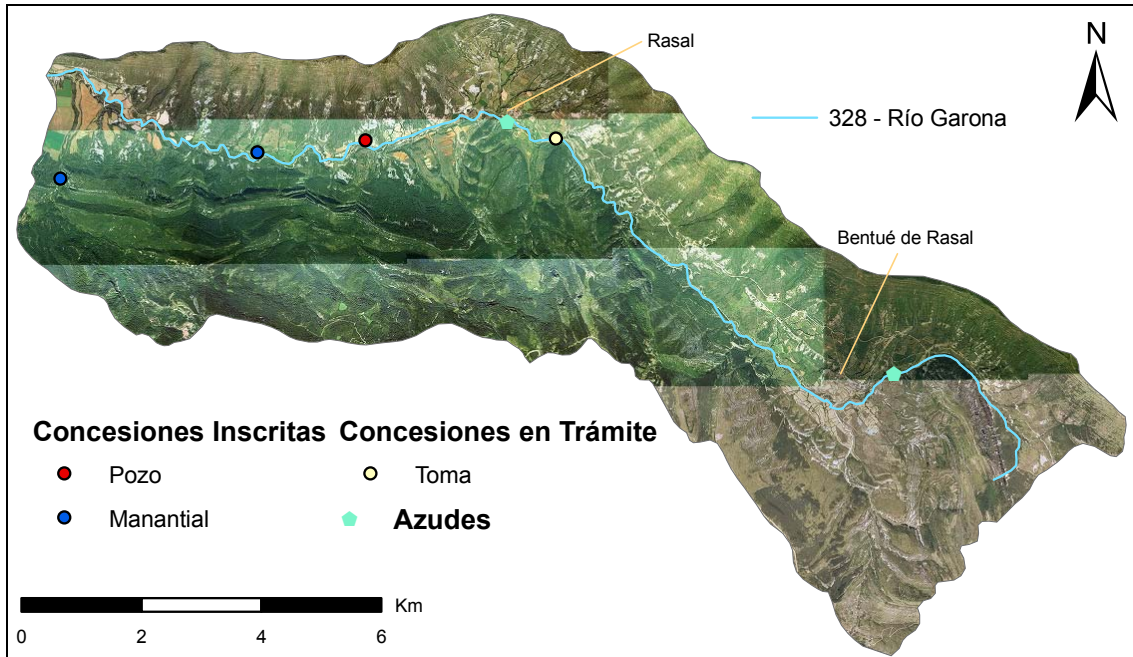 Rasal
N
328 - Río Garona
Bentué de Rasal
Concesiones Inscritas Concesiones en Trámite
Pozo Toma
Manantial Azudes
Km
0 2 4 6